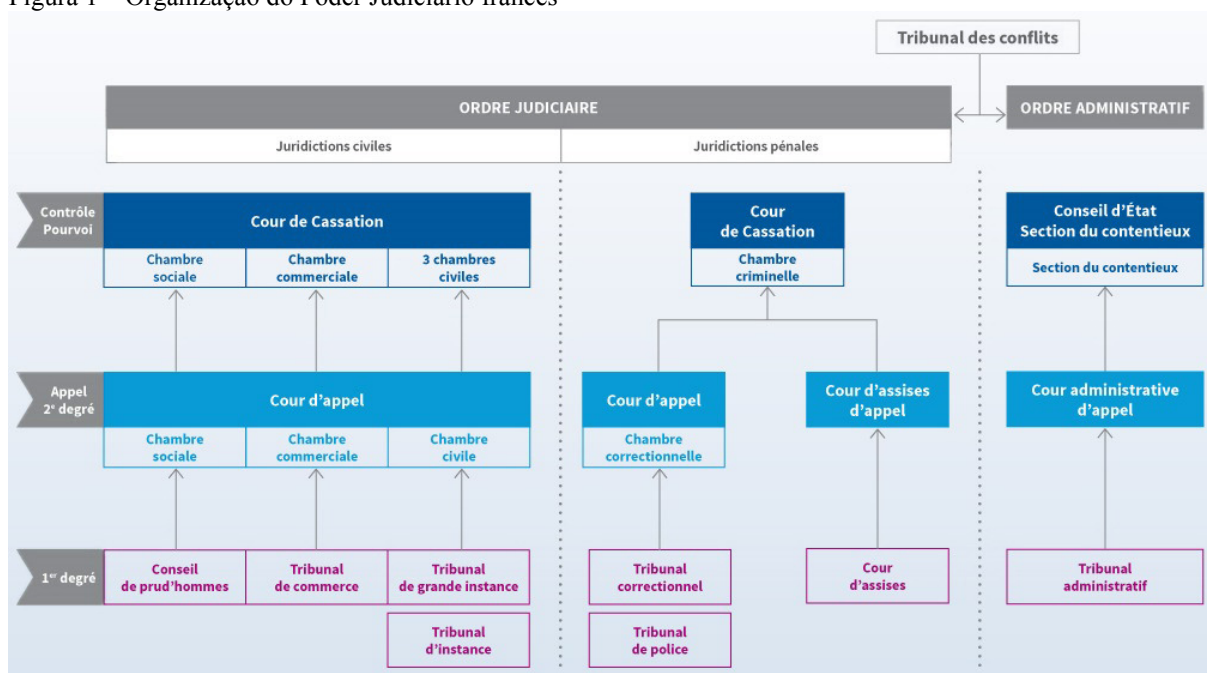 Figura 1 – Organização do Poder Judiciário francês
Tribunal des conflits
ORDRE JUDICIAIRE
ORDRE ADMINISTRATIF
Juridictions civiles
Juridictions pénales
Contrôle
Pourvoi
Cour de Cassation
Chambre
sociale
Chambre
commerciale
3 chambres
civiles
Cour
de Cassation
Chambre
criminelle
Conseil d'État
Section du contentieux
Section du contentieux
Appel
2e degré
Cour d'appel
Chambre
sociale
Chambre
commerciale
Chambre
civile
Cour d'appel
Chambre
correctionnelle
Cour d'assises
d'appel
Cour administrative
d'appel
1er degré
Conseil
de prud'hommes
Tribunal
de commerce
Tribunal
de grande instance
Tribunal
d'instance
Tribunal
correctionnel
Tribunal
de police
Cour
d'assises
Tribunal
administratif